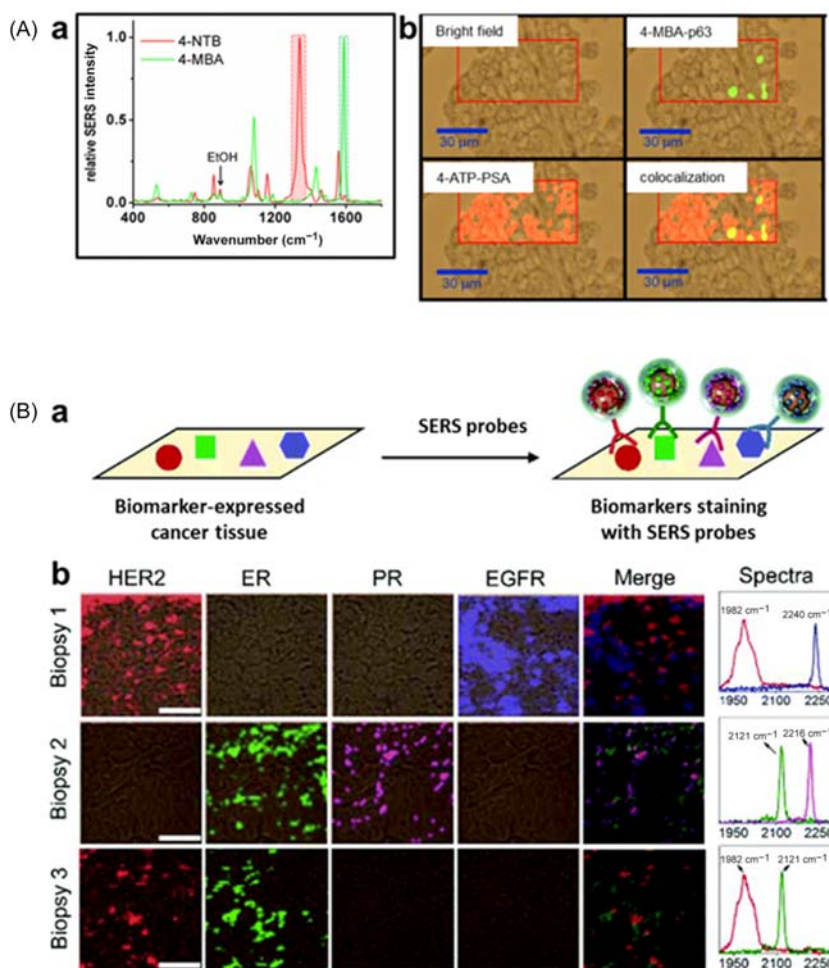 (A) a
4-NTB
4-MBA
EtOH
relative SERS intensity
1.0
0.5
0.0
400 800 1200 1600
Wavenumber (cm⁻¹)
b
Bright field
30 µm
4-MBA-p63
30 µm
4-ATP-PSA
30 µm
colocalization
30 µm
(B) a
SERS probes
Biomarker-expressed
cancer tissue
Biomarkers staining
with SERS probes
b
HER2 ER PR EGFR Merge Spectra
Biopsy 1
1982 cm⁻¹ 2240 cm⁻¹
1950 2100 2250
Biopsy 2
2121 cm⁻¹ 2216 cm⁻¹
1950 2100 2250
Biopsy 3
1982 cm⁻¹ 2121 cm⁻¹
1950 2100 2250